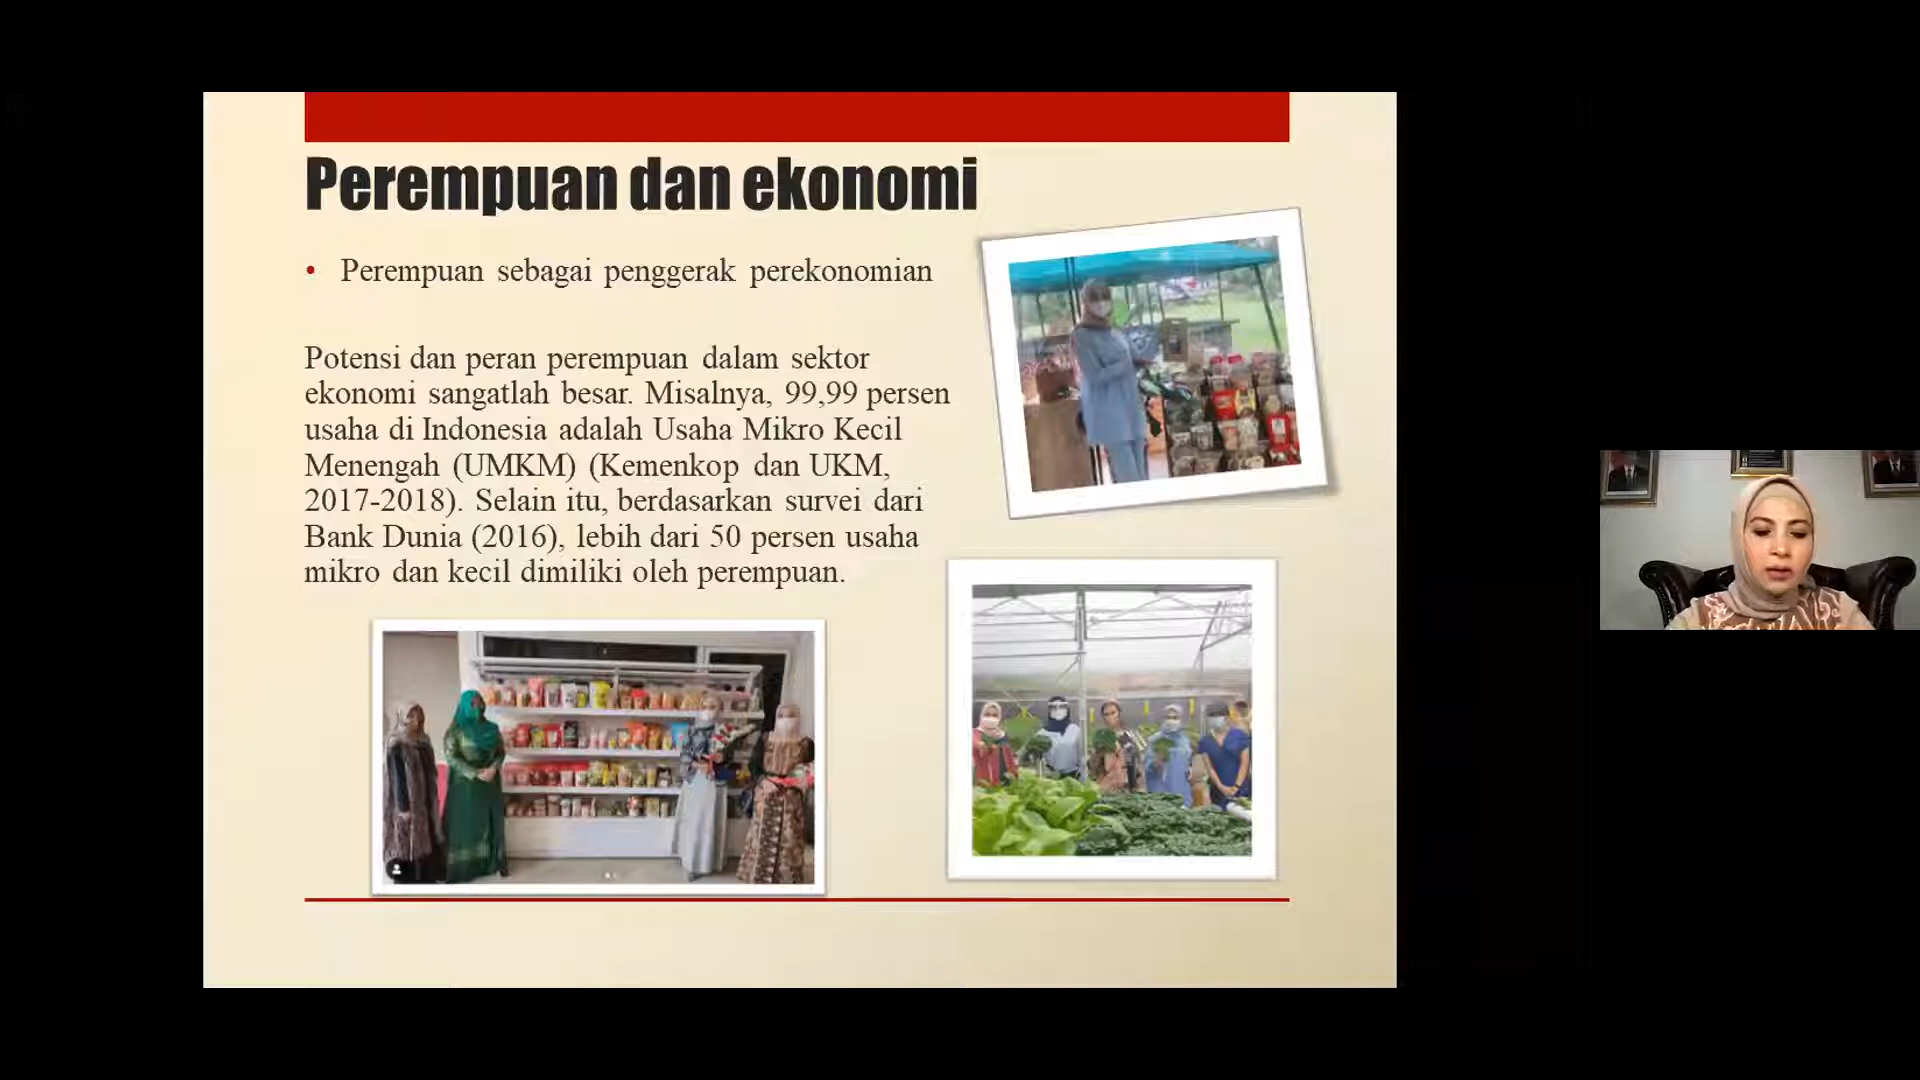 Perempuan dan ekonomi
• Perempuan sebagai penggerak perekonomian
Potensi dan peran perempuan dalam sektor
ekonomi sangatlah besar. Misalnya, 99,99 persen
usaha di Indonesia adalah Usaha Mikro Kecil
Menengah (UMKM) (Kemenkop dan UKM,
2017-2018). Selain itu, berdasarkan survei dari
Bank Dunia (2016), lebih dari 50 persen usaha
mikro dan kecil dimiliki oleh perempuan.